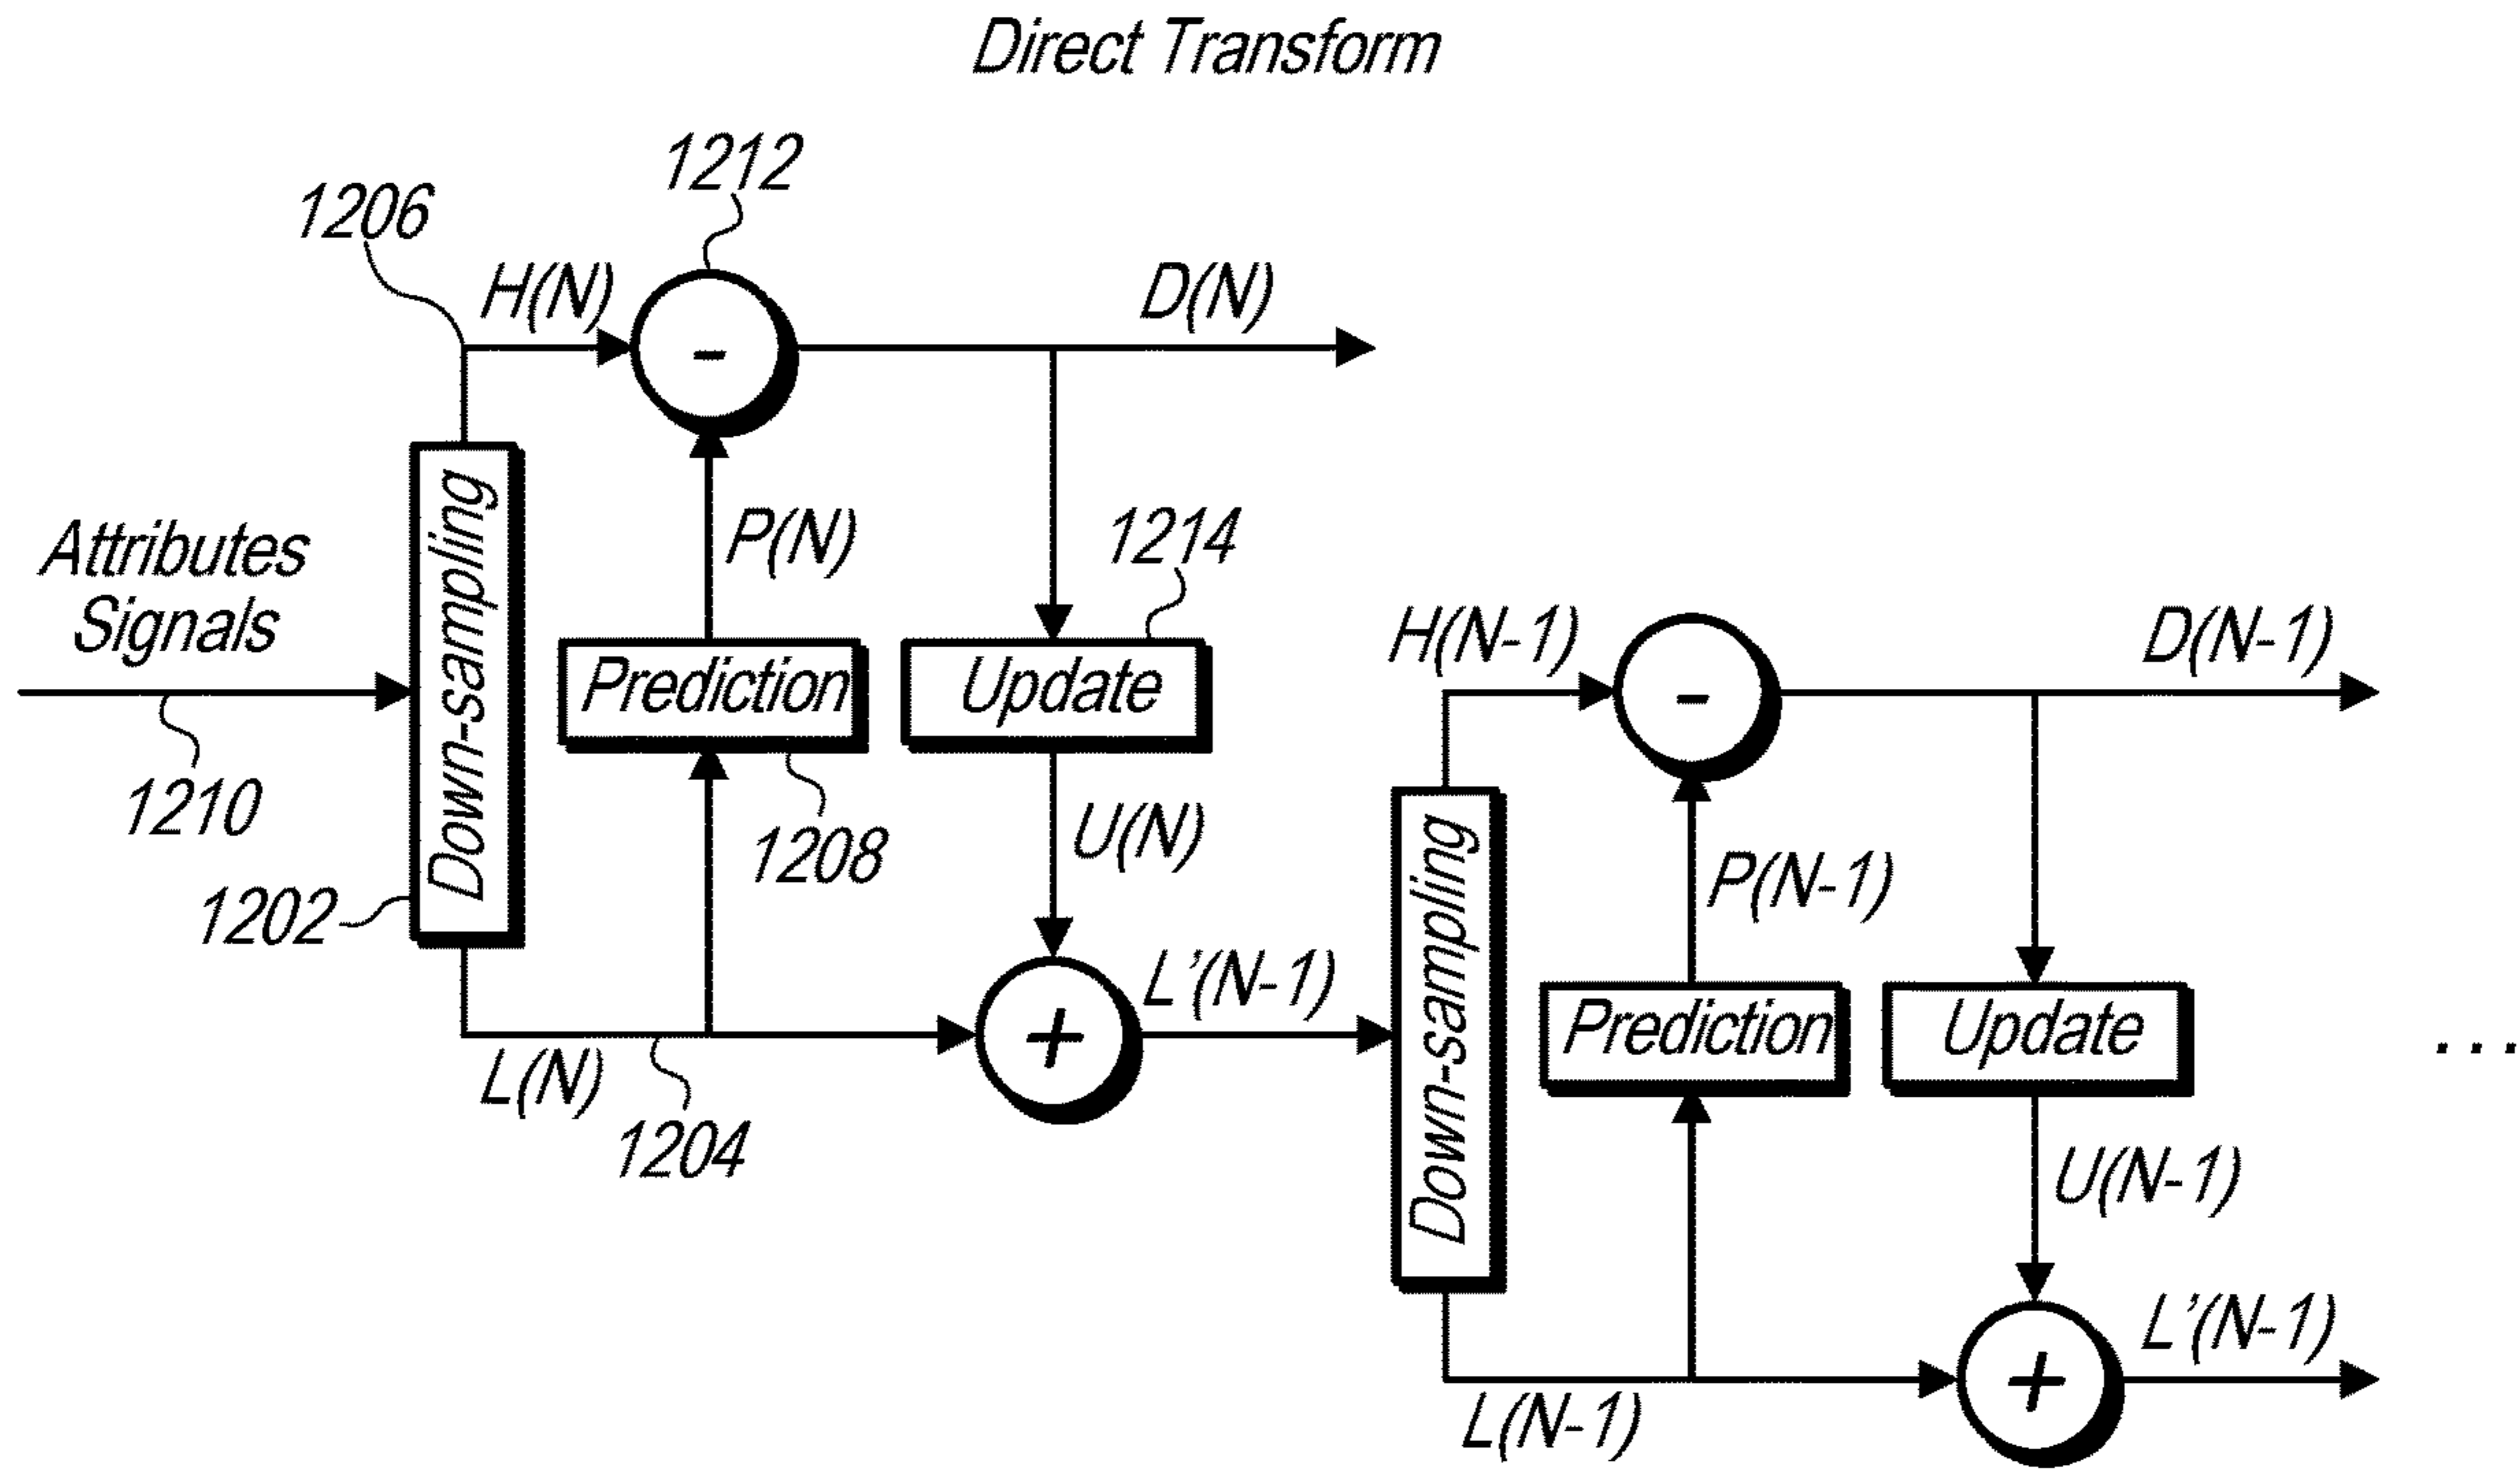 Direct Transform
1212
1206
H(N)
D(N)
-
P(N)
1214
Attributes
Signals
Down-sampling
Prediction
Update
H(N-1)
D(N-1)
-
1210
1208
U(N)
P(N-1)
1202
L'(N-1)
Down-sampling
Prediction
Update
+
L(N)
1204
U(N-1)
L'(N-1)
+
L(N-1)
. . .